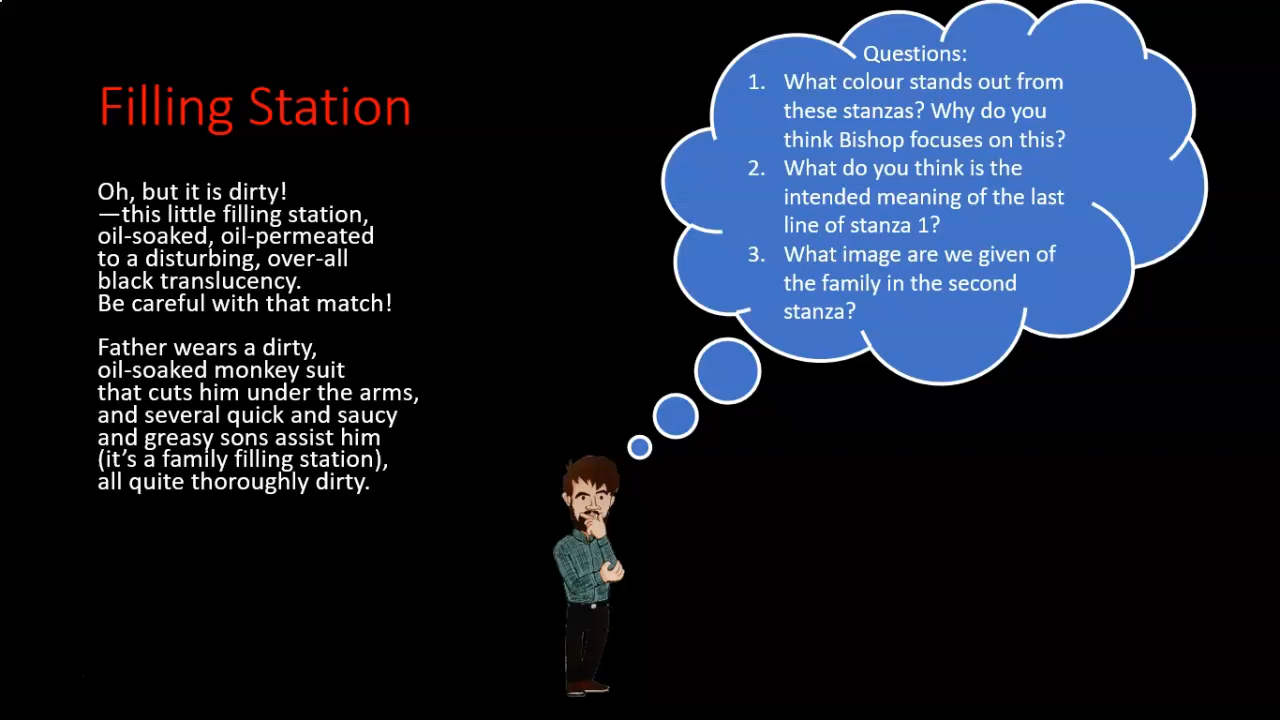 Filling Station
Oh, but it is dirty!
—this little filling station,
oil-soaked, oil-permeated
to a disturbing, over-all
black translucency.
Be careful with that match!
Father wears a dirty,
oil-soaked monkey suit
that cuts him under the arms,
and several quick and saucy
and greasy sons assist him
(it’s a family filling station),
all quite thoroughly dirty.
Questions:
1. What colour stands out from
these stanzas? Why do you
think Bishop focuses on this?
2. What do you think is the
intended meaning of the last
line of stanza 1?
3. What image are we given of
the family in the second
stanza?